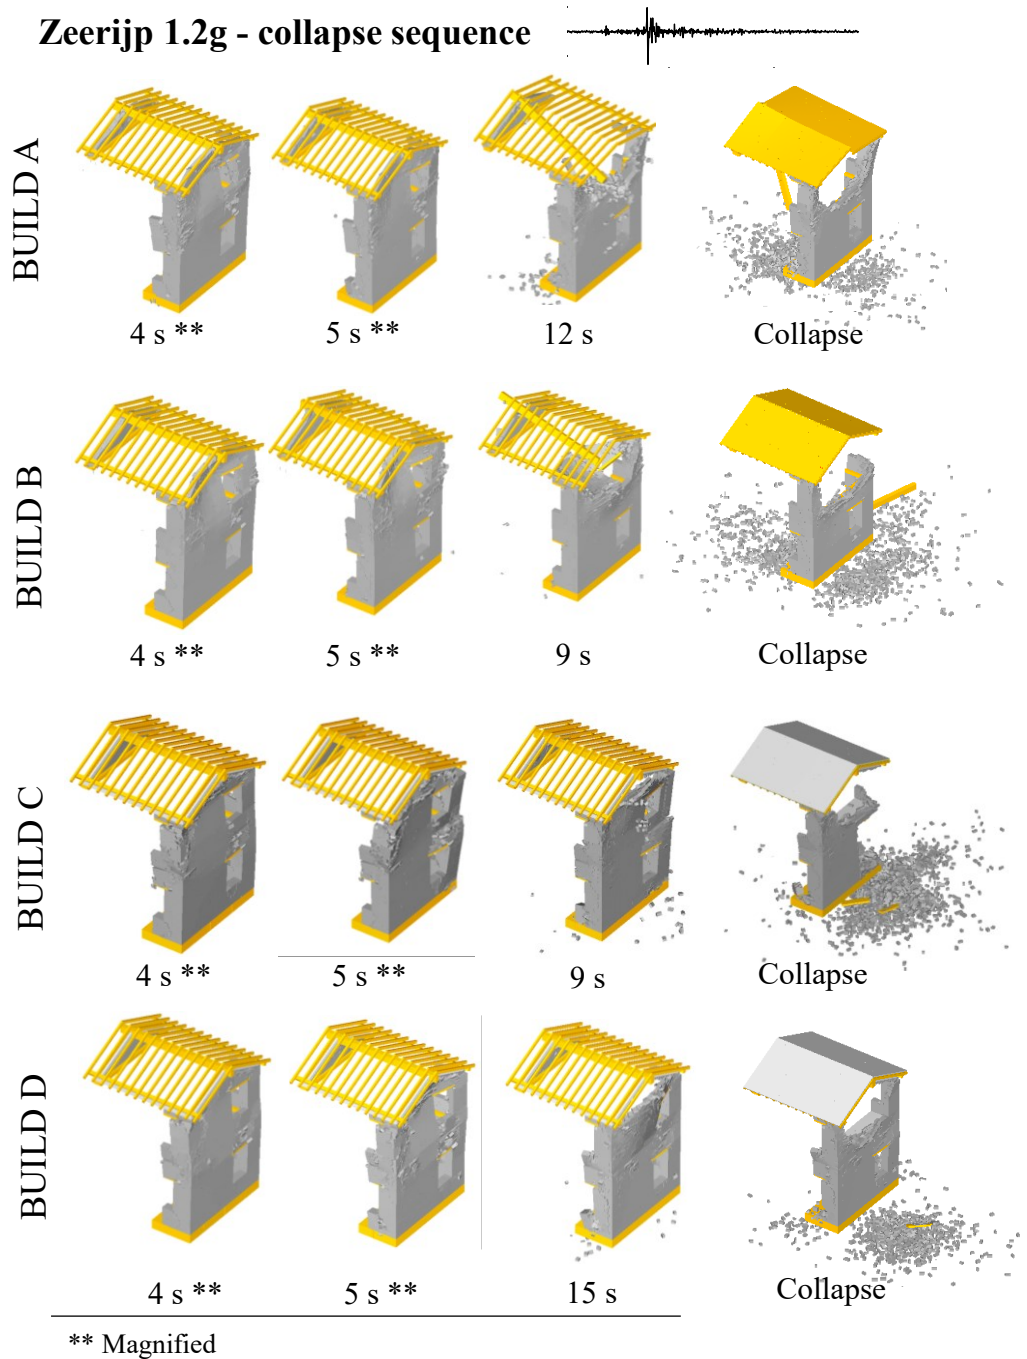 Zeerijp 1.2g - collapse sequence
BUILD A
4 s **
5 s **
12 s
Collapse
BUILD B
4 s **
5 s **
9 s
Collapse
BUILD C
4 s **
5 s **
9 s
Collapse
BUILD D
4 s **
5 s **
15 s
Collapse
** Magnified